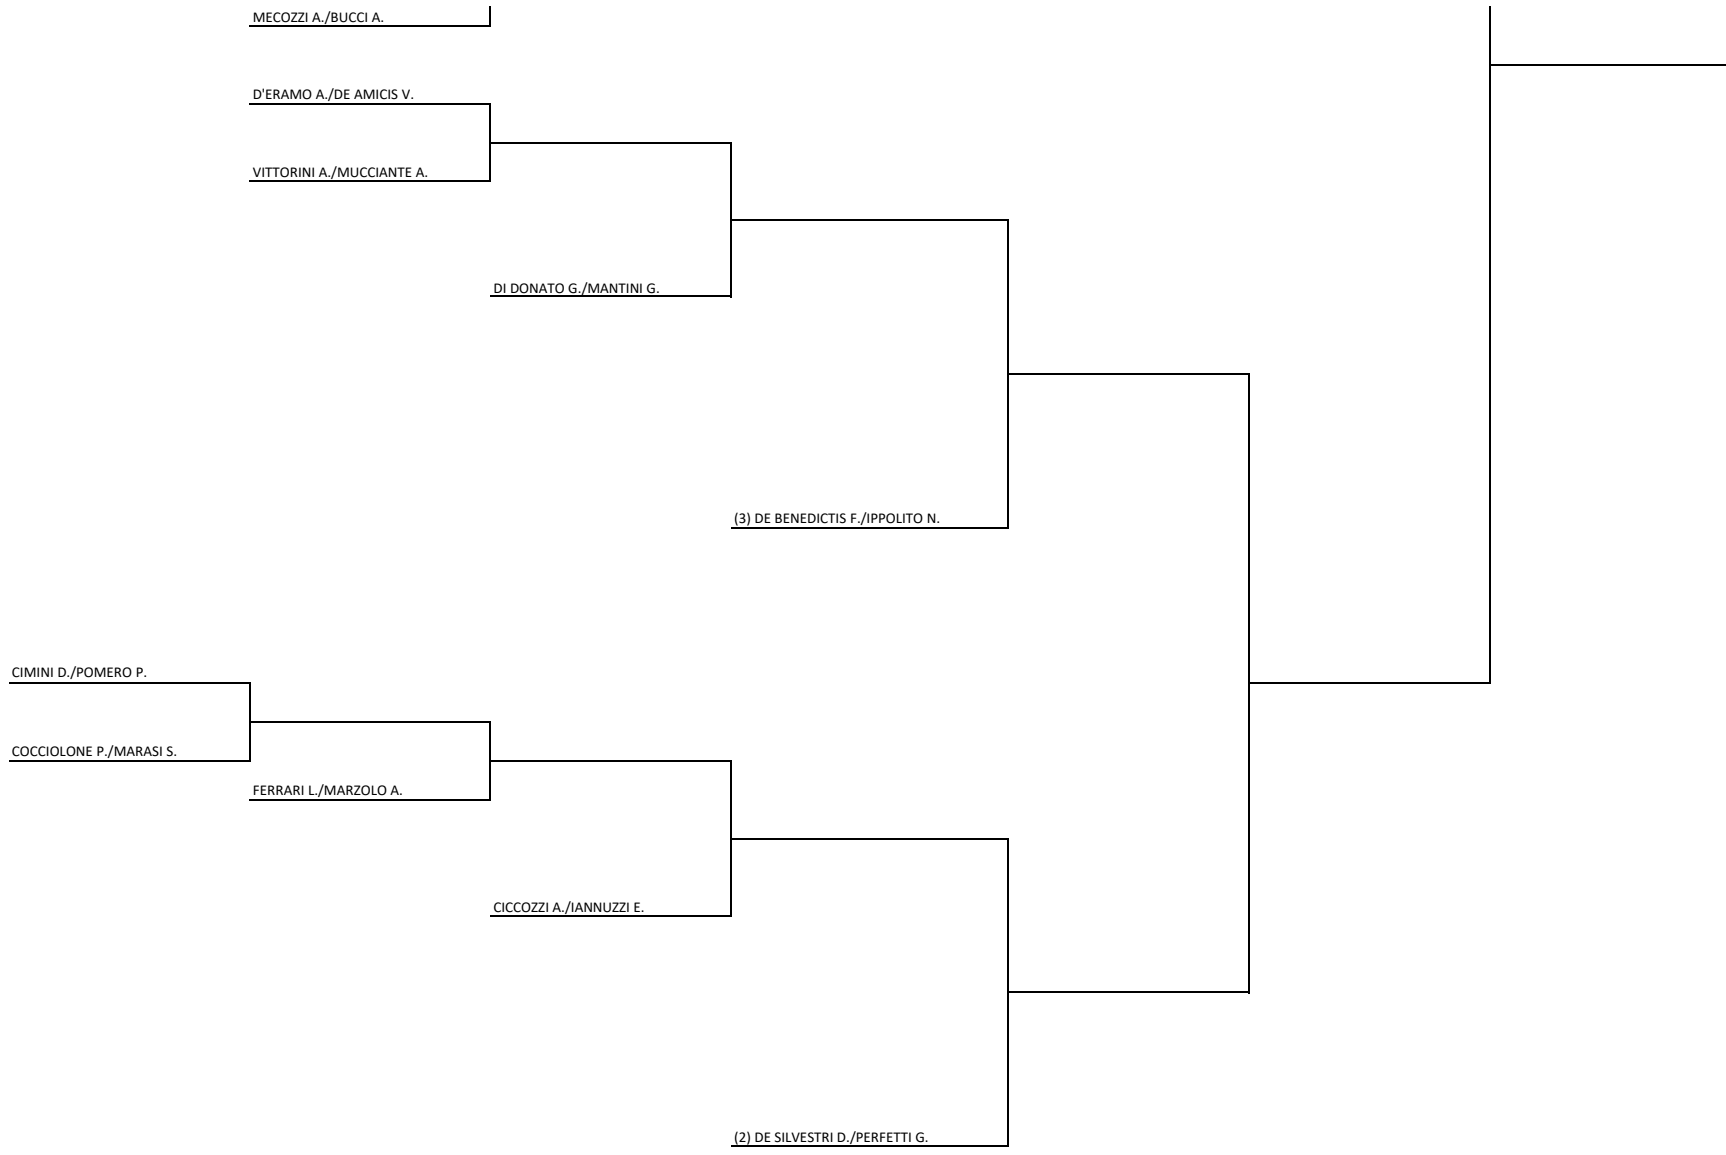 MECOZZI A./BUCCI A.
D'ERAMO A./DE AMICIS V.
VITTORINI A./MUCCIANTE A.
DI DONATO G./MANTINI G.
(3) DE BENEDICTIS F./IPPOLITO N.
CIMINI D./POMERO P.
COCCIOLONE P./MARASI S.
FERRARI L./MARZOLO A.
CICCOZZI A./IANNUZZI E.
(2) DE SILVESTRI D./PERFETTI G.